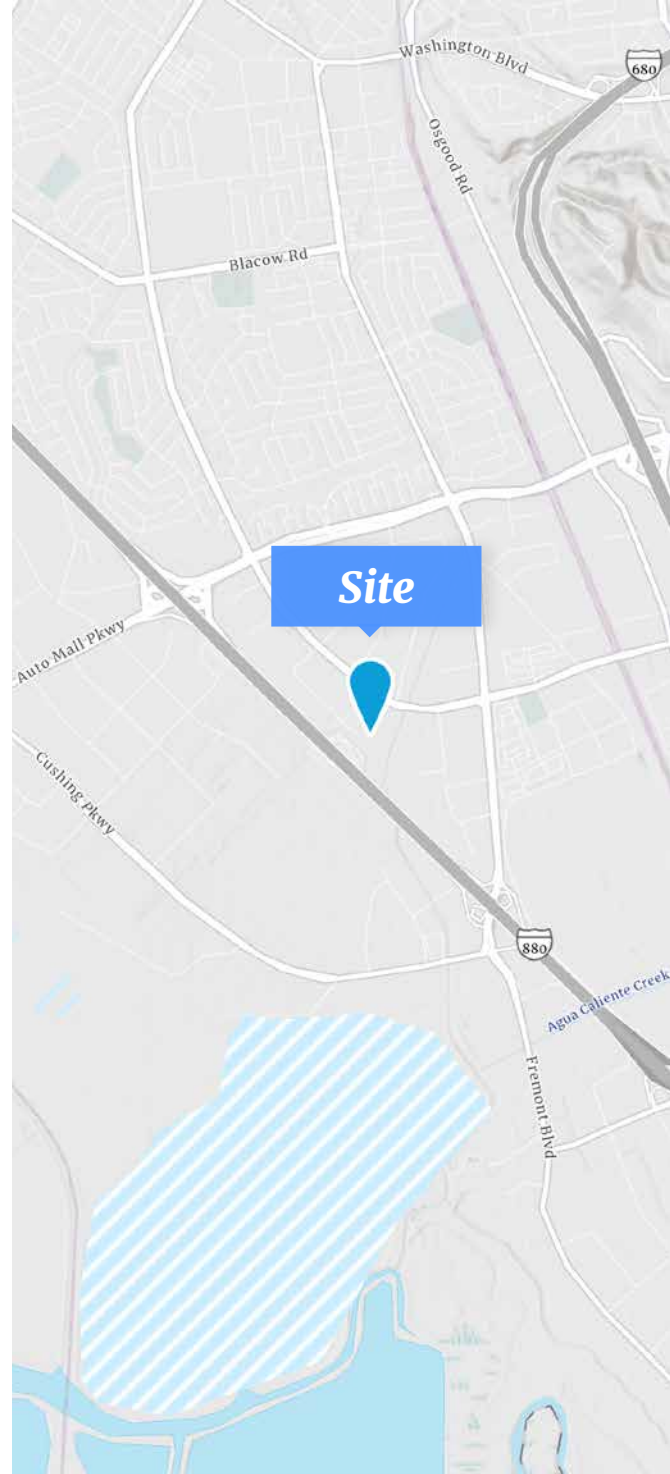 Washington Blvd
680
Osgood Rd
Blacow Rd
Site
Auto Mall Pkwy
Cushing Pkwy
880
Agua Caliente Creek
Fremont Blvd